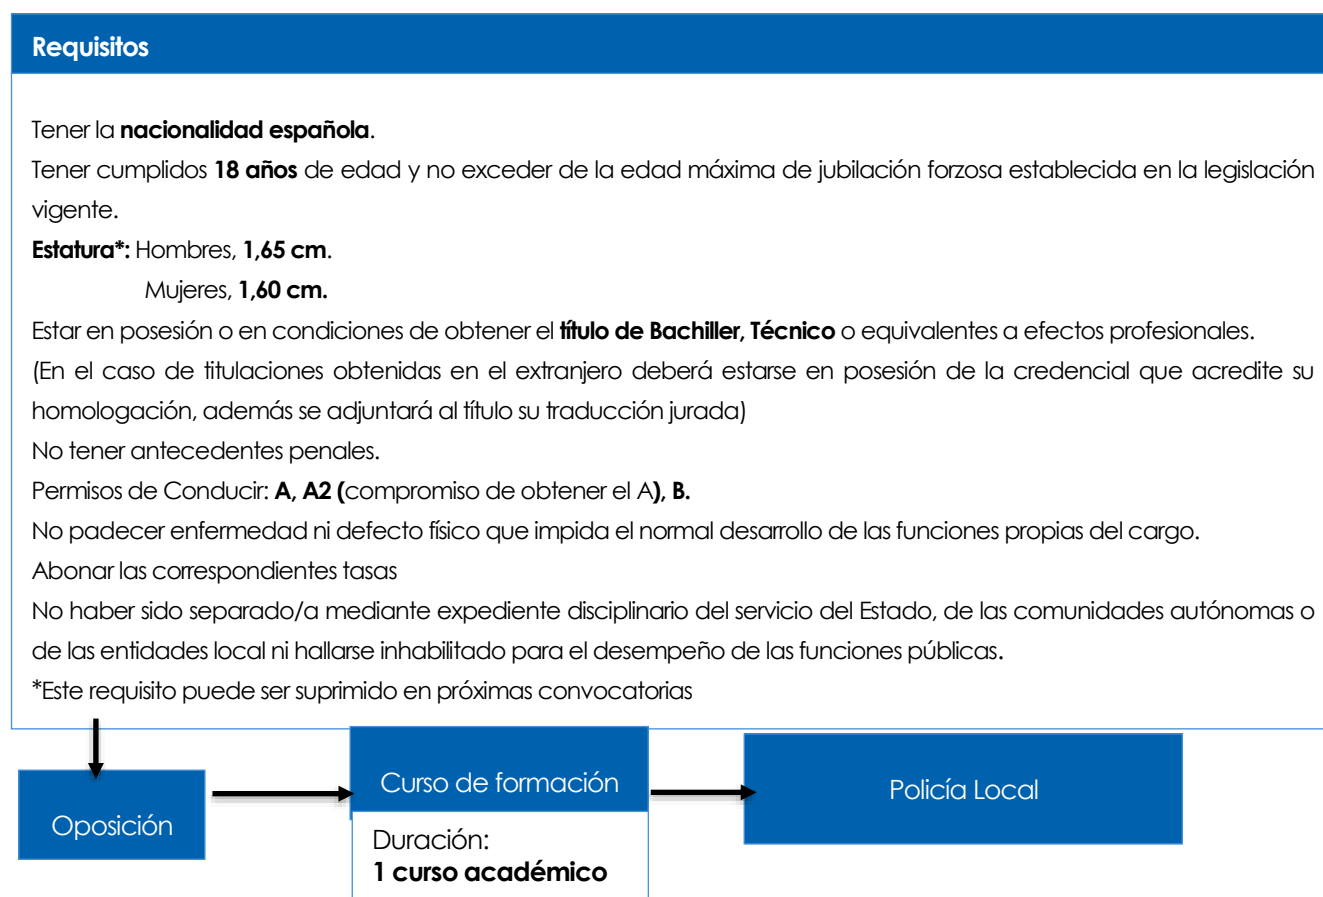 Requisitos
Tener la nacionalidad española.
Tener cumplidos 18 años de edad y no exceder de la edad máxima de jubilación forzosa establecida en la legislación
vigente.
Estatura*: Hombres, 1,65 cm.
Mujeres, 1,60 cm.
Estar en posesión o en condiciones de obtener el título de Bachiller, Técnico o equivalentes a efectos profesionales.
(En el caso de titulaciones obtenidas en el extranjero deberá estarse en posesión de la credencial que acredite su
homologación, además se adjuntará al título su traducción jurada)
No tener antecedentes penales.
Permisos de Conducir: A, A2 (compromiso de obtener el A), B.
No padecer enfermedad ni defecto físico que impida el normal desarrollo de las funciones propias del cargo.
Abonar las correspondientes tasas
No haber sido separado/a mediante expediente disciplinario del servicio del Estado, de las comunidades autónomas o
de las entidades local ni hallarse inhabilitado para el desempeño de las funciones públicas.
*Este requisito puede ser suprimido en próximas convocatorias
Oposición
Curso de formación
Duración:
1 curso académico
Policía Local